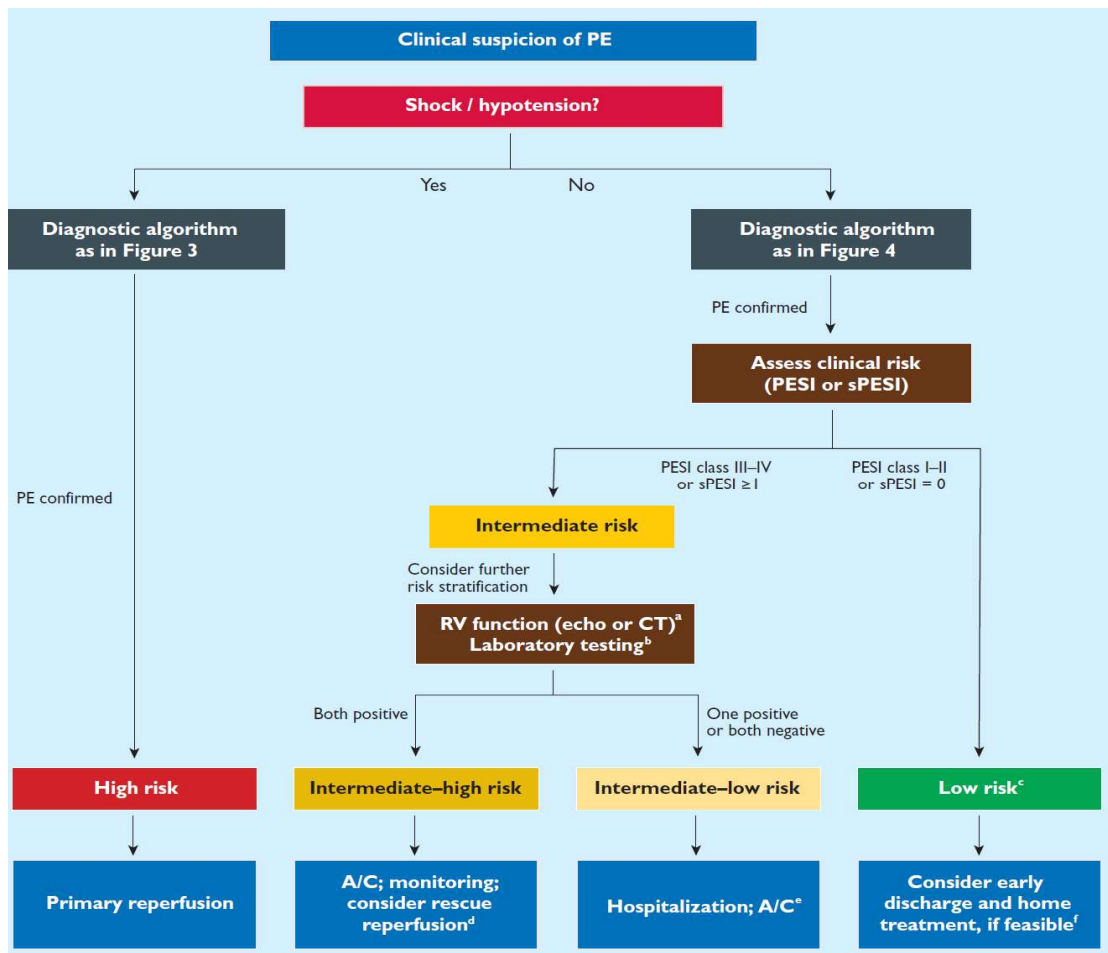 Clinical suspicion of PE
Shock / hypotension?
Yes
No
Diagnostic algorithm
as in Figure 3
Diagnostic algorithm
as in Figure 4
PE confirmed
Assess clinical risk
(PESI or sPESI)
PESI class III–IV
or sPESI ≥1
PESI class I–II
or sPESI = 0
PE confirmed
Intermediate risk
Consider further
risk stratification
RV function (echo or CT)ᵃ
Laboratory testingᵇ
Both positive
One positive
or both negative
High risk
Intermediate–high risk
Intermediate–low risk
Low riskᶜ
Primary reperfusion
A/C; monitoring;
consider rescue
reperfusionᵈ
Hospitalization; A/Cᵉ
Consider early
discharge and home
treatment, if feasibleᶠ